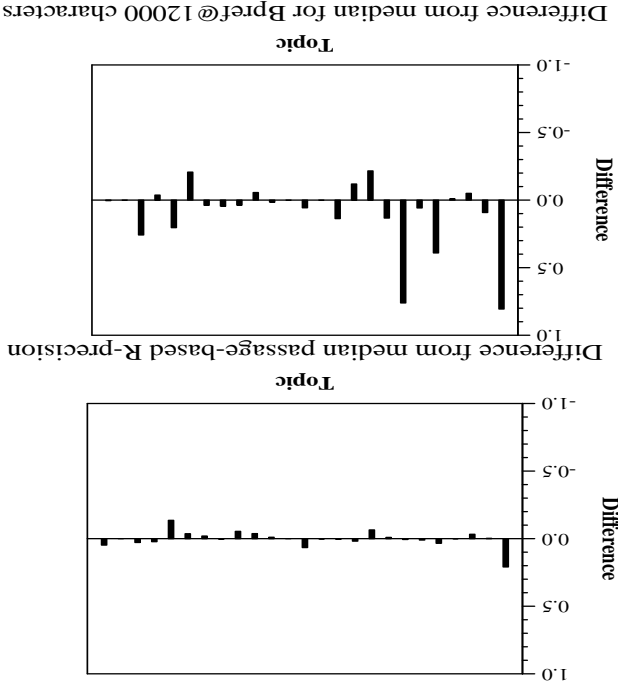 1.0
0.5
Difference
0.0
-0.5
-1.0
Topic
Difference from median passage-based R-precision
1.0
0.5
Difference
0.0
-0.5
-1.0
Topic
Difference from median for Bpref@12000 characters